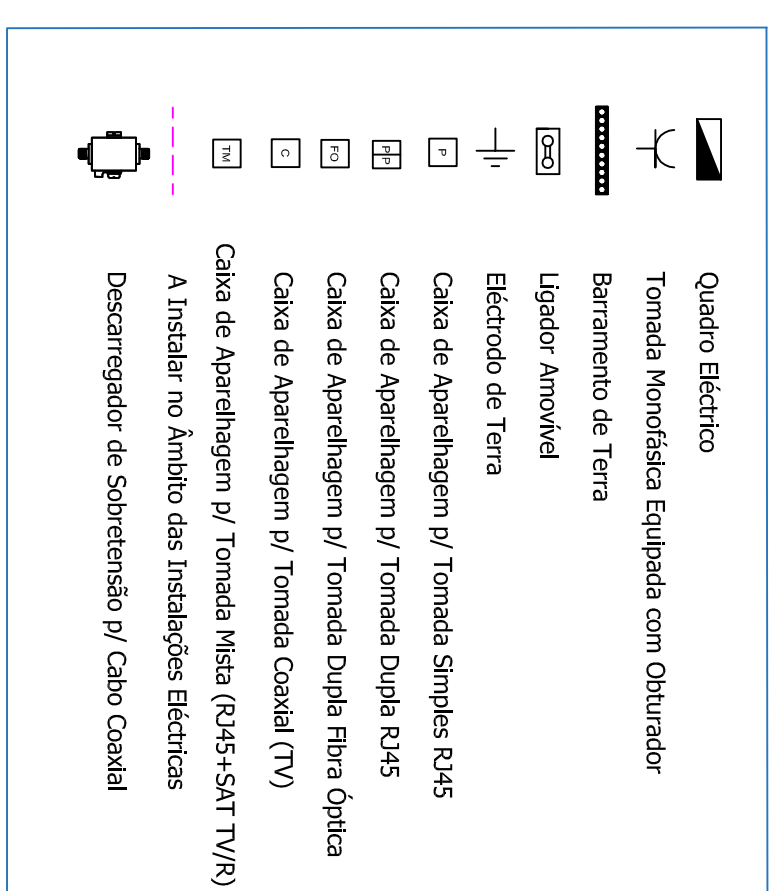 Quadro Eléctrico
Tomada Monofásica Equipada com Obturador
Barramento de Terra
Ligador Amovível
Eléctrodo de Terra
P Caixa de Aparelhagem p/ Tomada Simples RJ45
P P Caixa de Aparelhagem p/ Tomada Dupla RJ45
FO Caixa de Aparelhagem p/ Tomada Dupla Fibra Óptica
C Caixa de Aparelhagem p/ Tomada Coaxial (TV)
TM Caixa de Aparelhagem p/ Tomada Mista (RJ45+SAT TV/R)
A Instalar no Âmbito das Instalações Eléctricas
Descarregador de Sobretensão p/ Cabo Coaxial